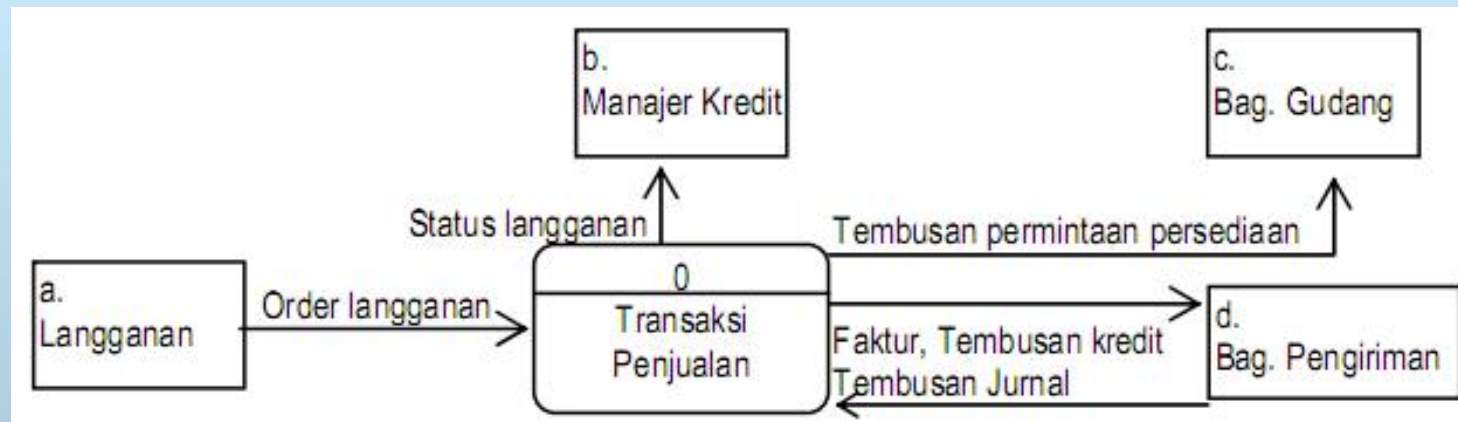 b.
Manajer Kredit
c.
Bag. Gudang
Status langganan
Tembusan permintaan persediaan
a.
Langganan
Order langganan
0
Transaksi
Penjualan
Faktur, Tembusan kredit
Tembusan Jurnal
d.
Bag. Pengiriman